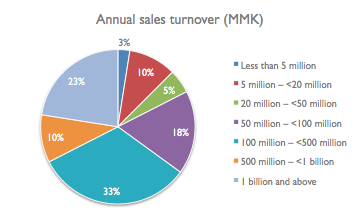 Annual sales turnover (MMK)
3%
10%
5%
18%
33%
10%
23%
Less than 5 million
5 million – <20 million
20 million – <50 million
50 million – <100 million
100 million – <500 million
500 million – <1 billion
1 billion and above